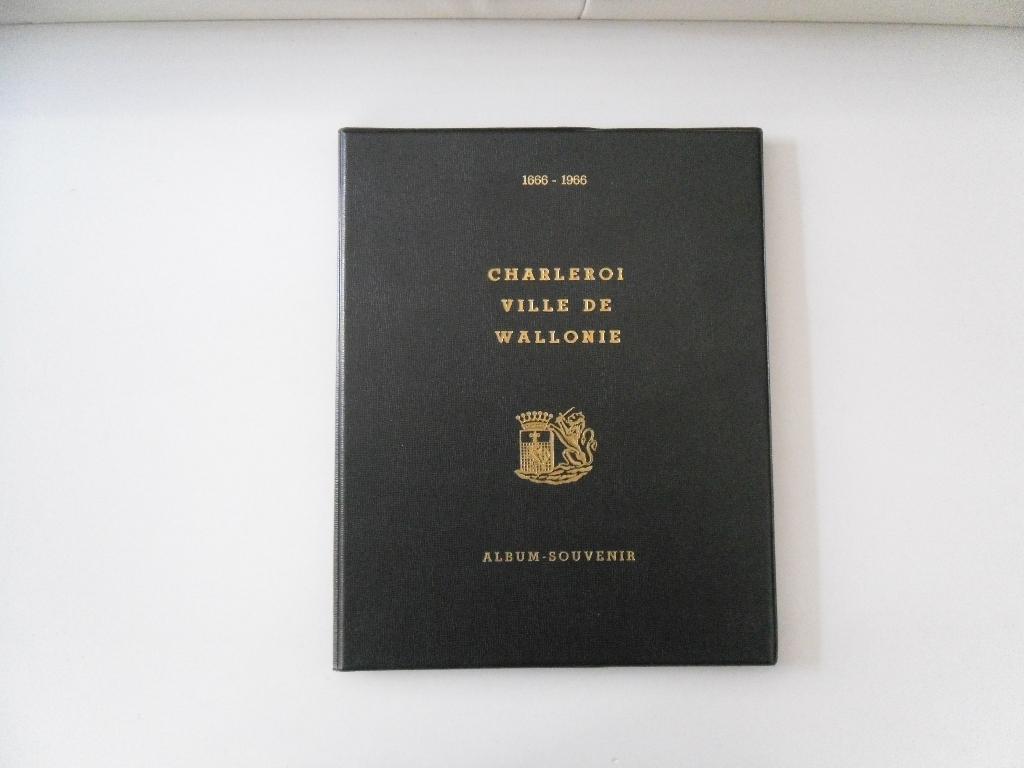 1666 - 1966
CHARLEROI
VILLE DE
WALLONIE
ALBUM-SOUVENIR